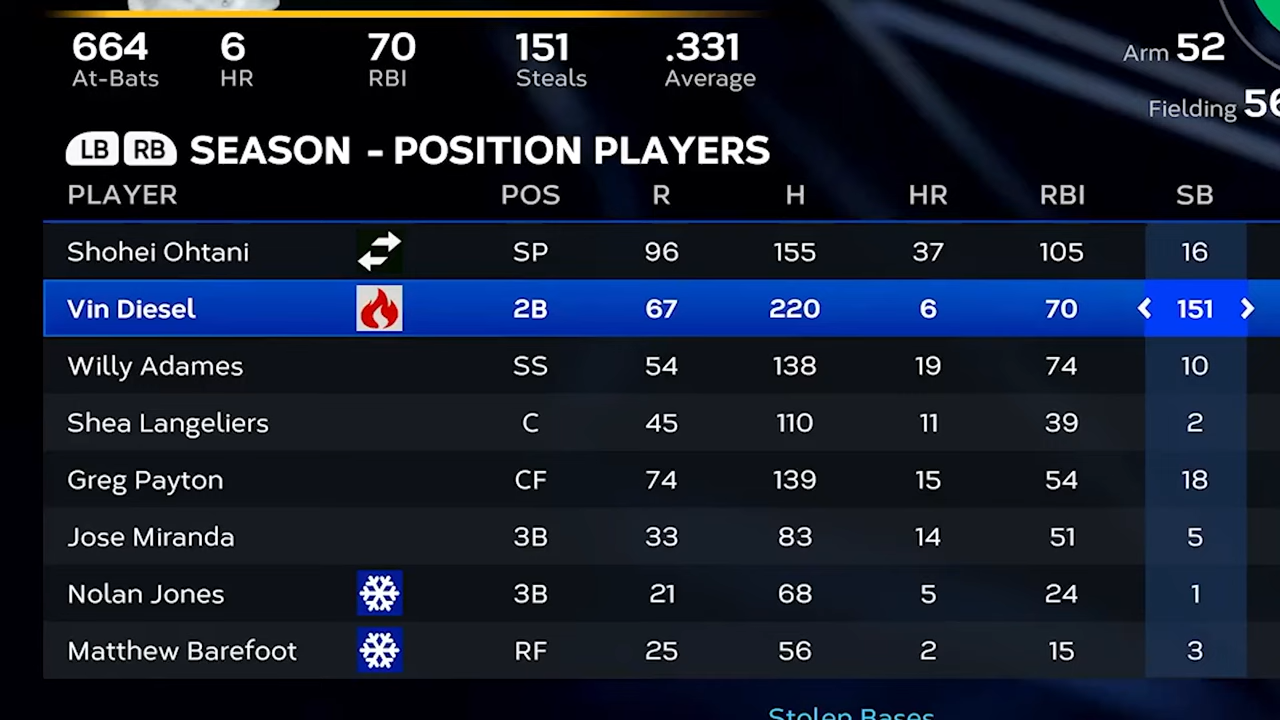 664 6 70 151 .331
At-Bats HR RBI Steals Average
Arm 52
Fielding 56
LB RB SEASON - POSITION PLAYERS
PLAYER POS R H HR RBI SB
Shohei Ohtani SP 96 155 37 105 16
Vin Diesel 2B 67 220 6 70 151
Willy Adames SS 54 138 19 74 10
Shea Langeliers C 45 110 11 39 2
Greg Payton CF 74 139 15 54 18
Jose Miranda 3B 33 83 14 51 5
Nolan Jones 3B 21 68 5 24 1
Matthew Barefoot RF 25 56 2 15 3
Stolen Bases